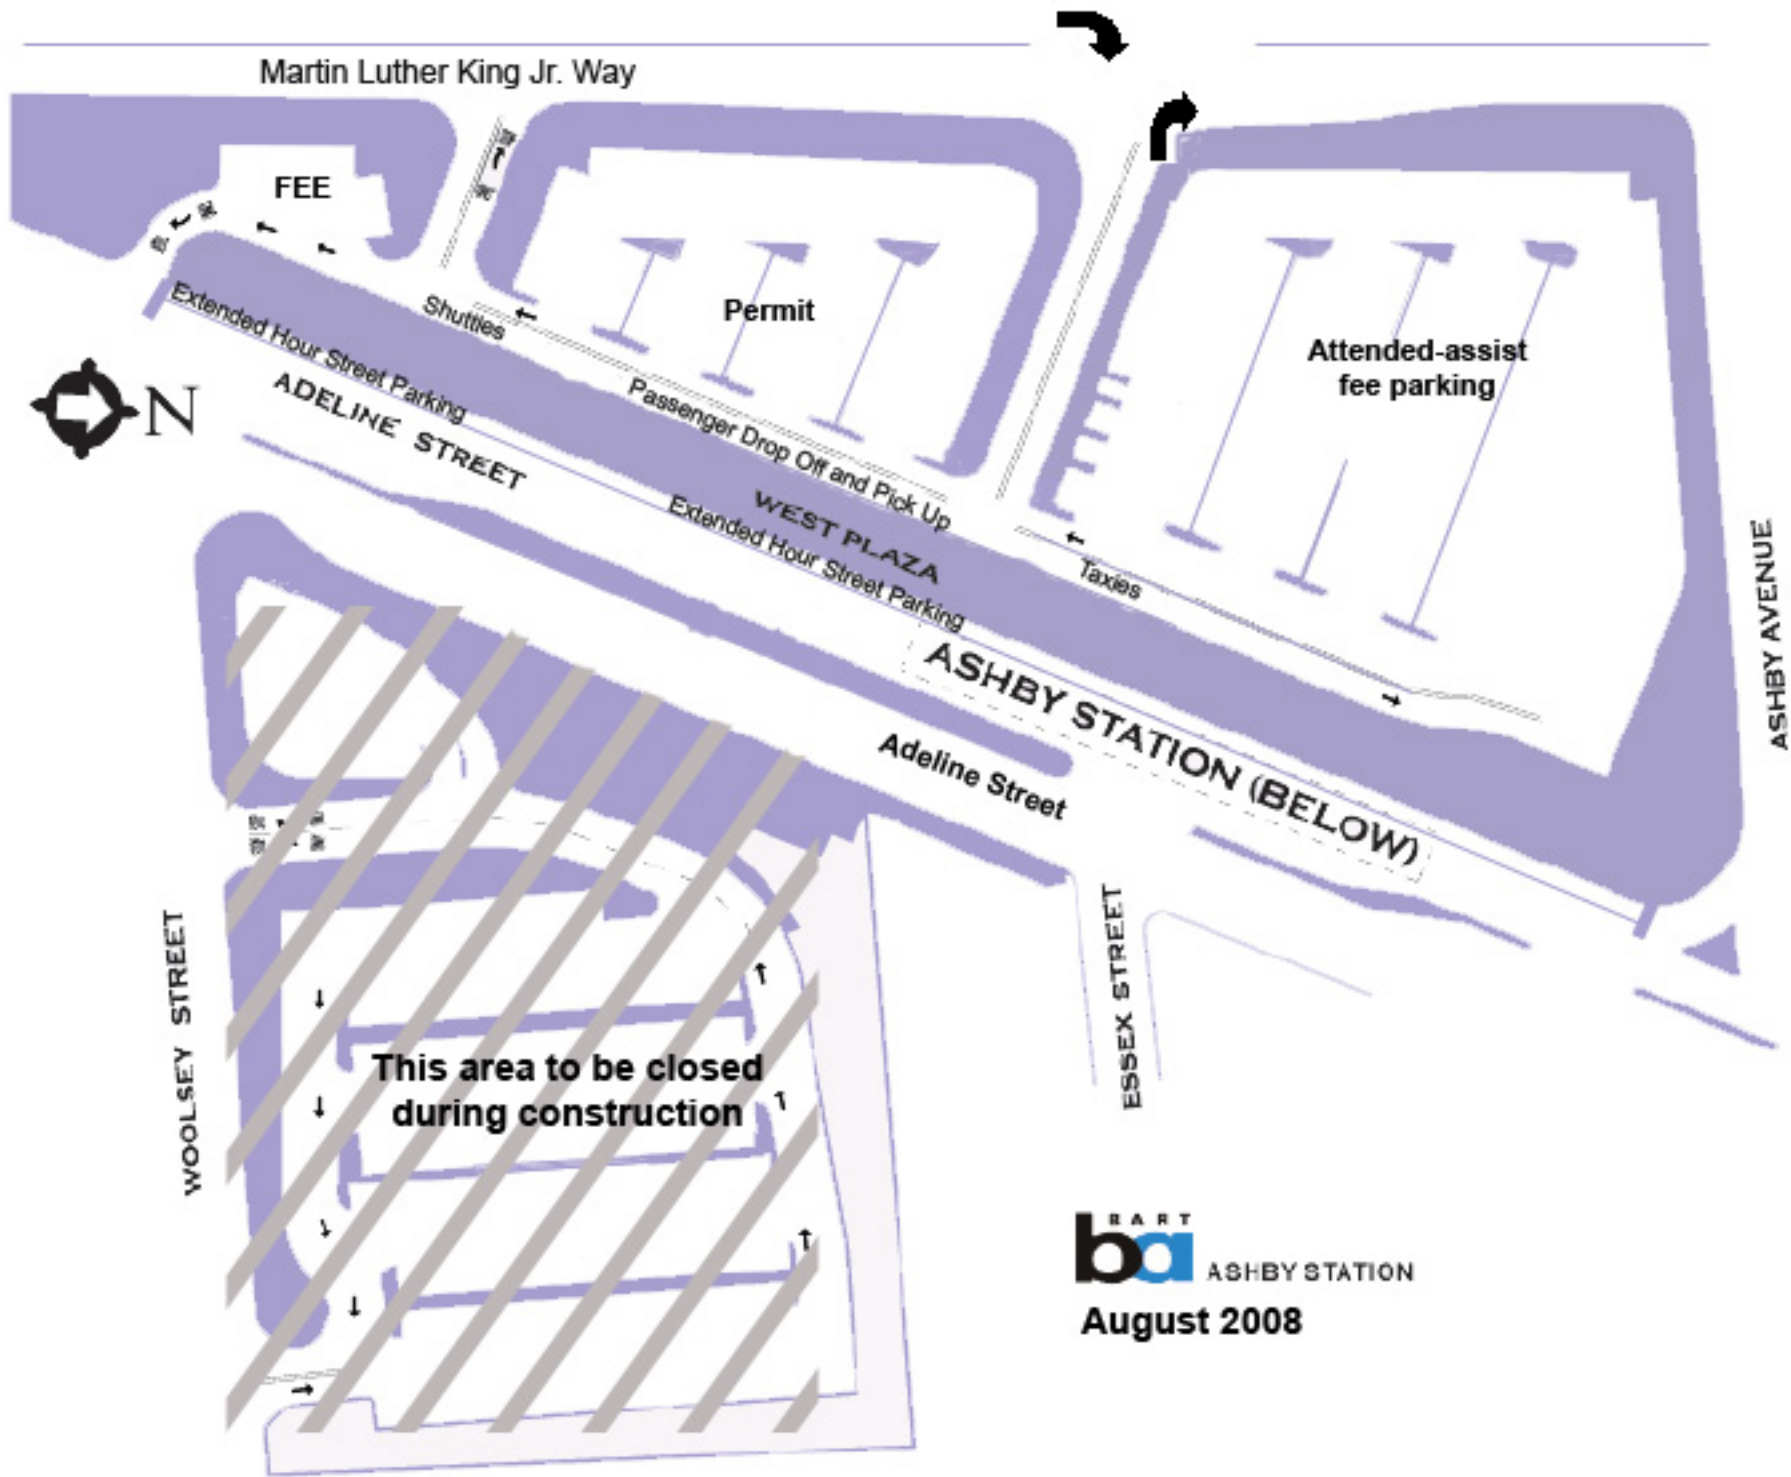 Martin Luther King Jr. Way
FEE
Permit
Attended-assist
fee parking
Shuttles
Extended Hour Street Parking
Passenger Drop Off and Pick Up
N
ADELINE STREET
WEST PLAZA
Extended Hour Street Parking
Taxies
ASHBY AVENUE
ASHBY STATION (BELOW)
Adeline Street
WOOLSEY STREET
ESSEX STREET
This area to be closed
during construction
BART
ba
ASHBY STATION
August 2008